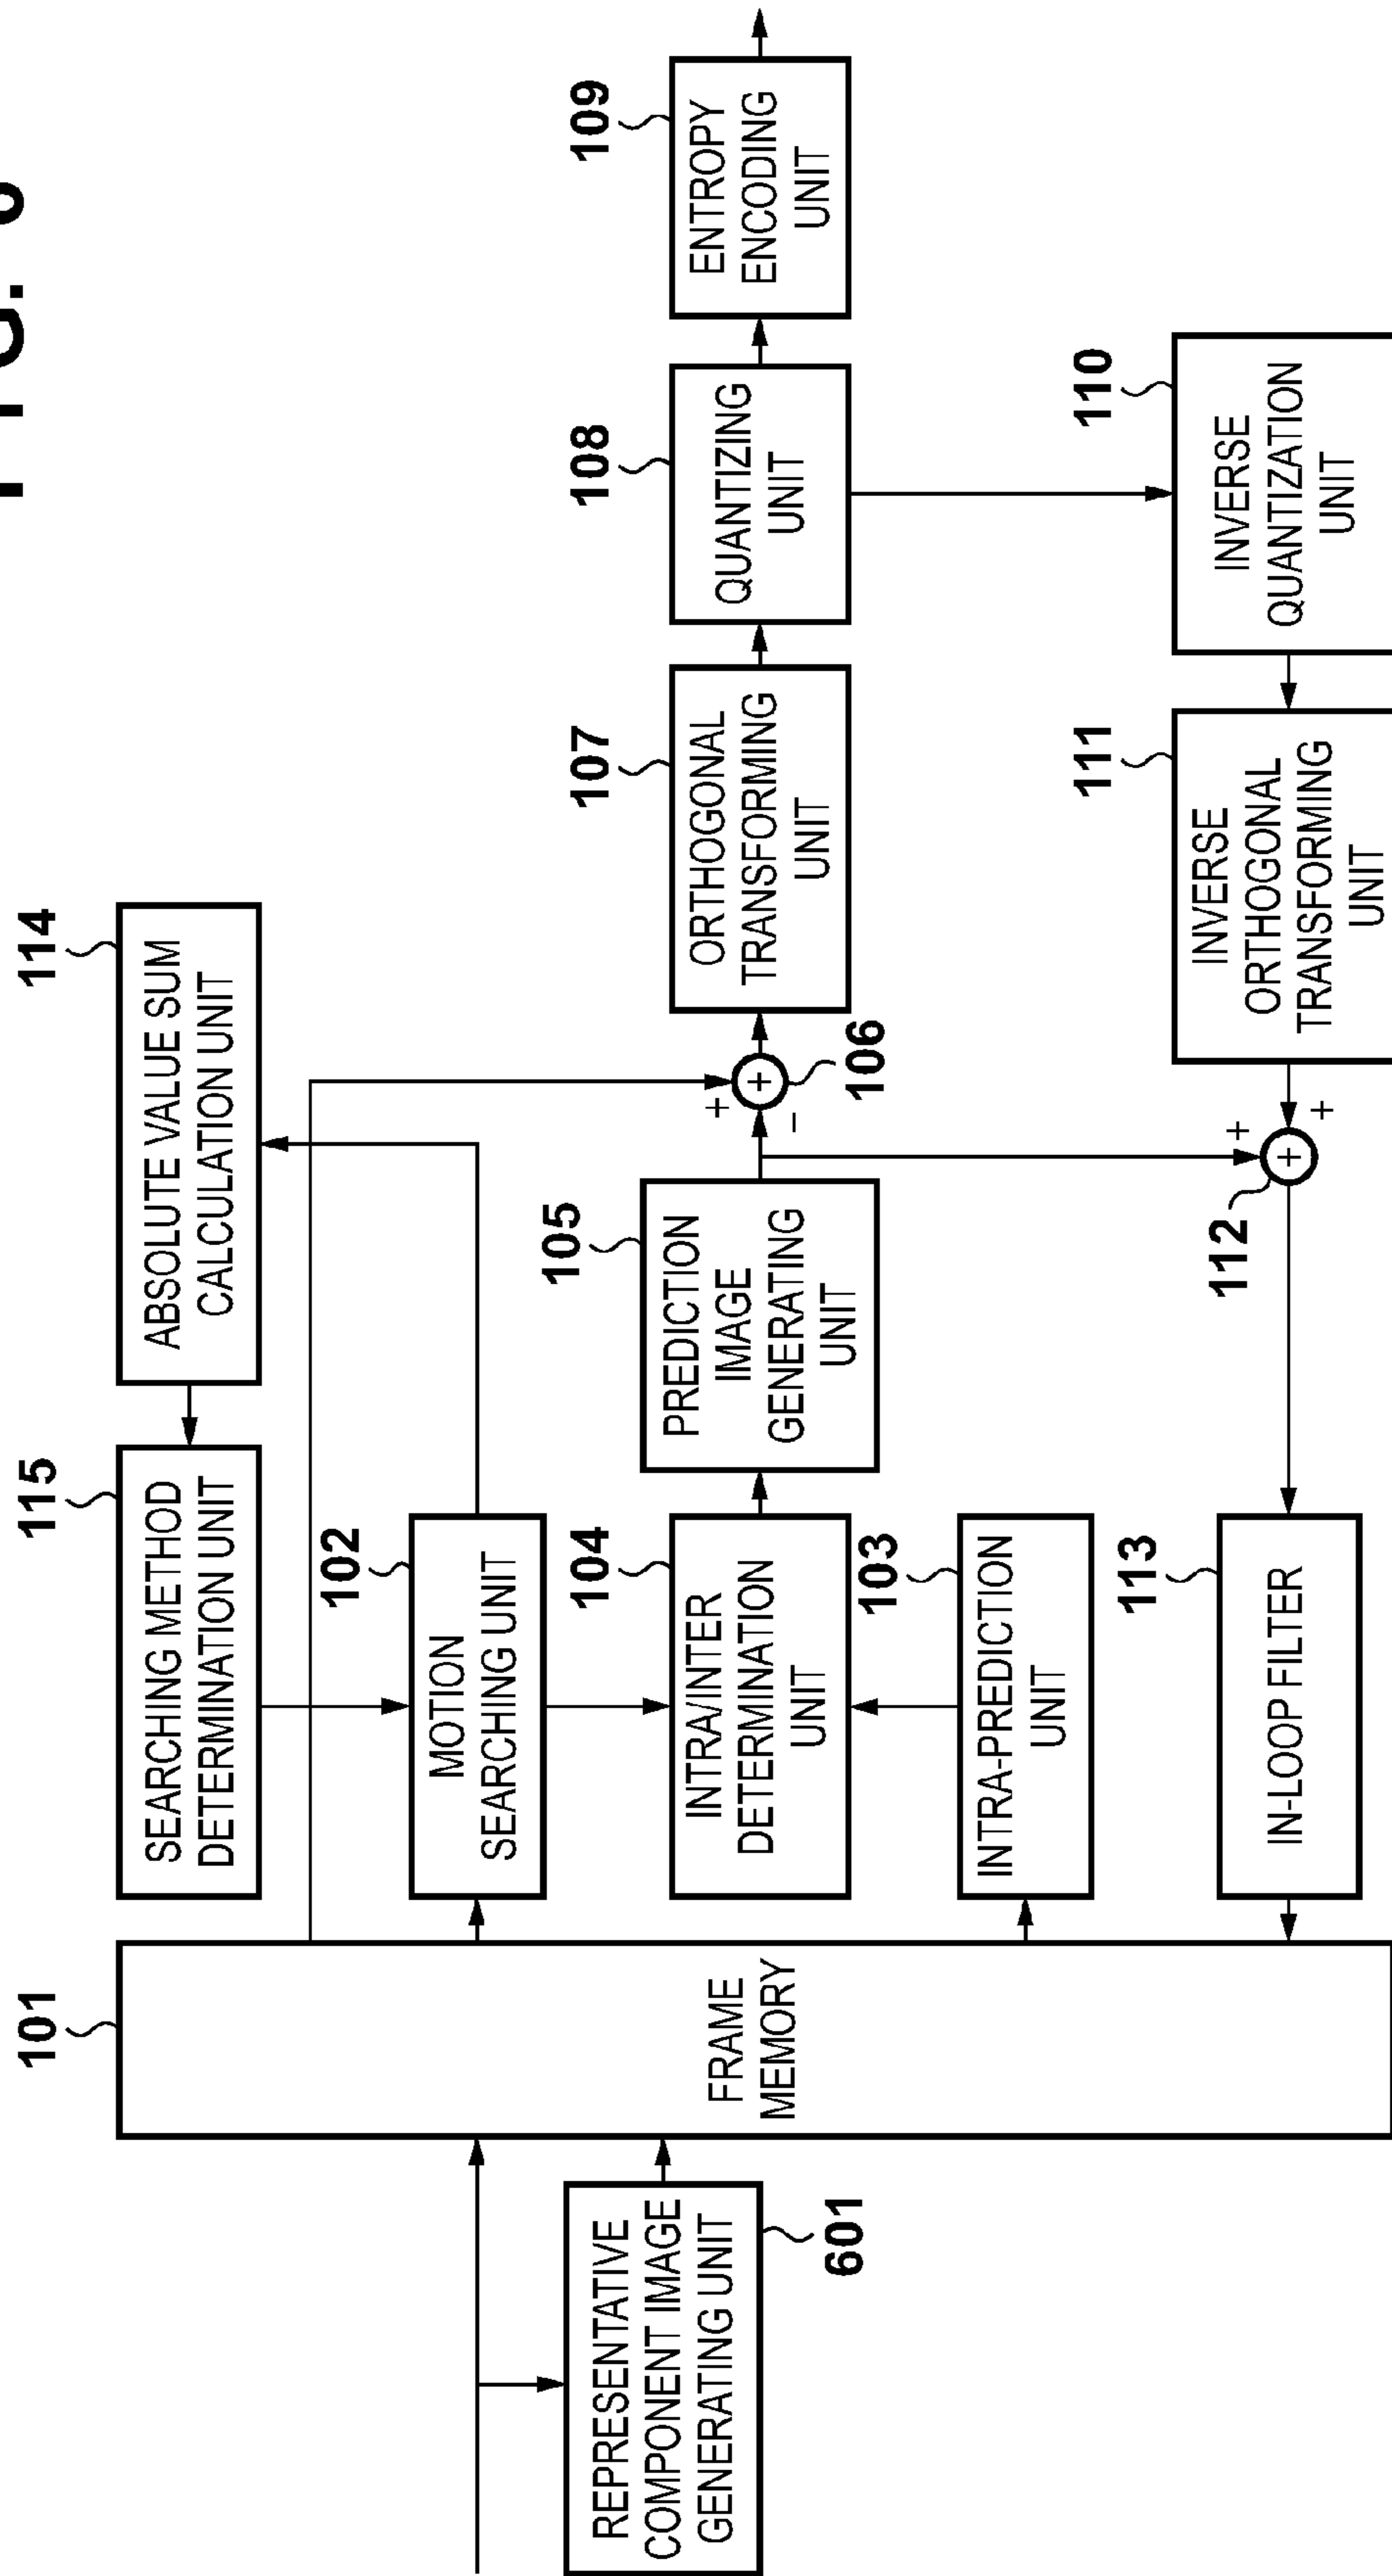 FIG.
101
115
114
SEARCHING METHOD
DETERMINATION UNIT
ABSOLUTE VALUE SUM
CALCULATION UNIT
102
MOTION
SEARCHING UNIT
REPRESENTATIVE
COMPONENT IMAGE
GENERATING UNIT
601
FRAME
MEMORY
104
INTRA/INTER
DETERMINATION
UNIT
105
PREDICTION
IMAGE
GENERATING
UNIT
+
+
−
106
107
ORTHOGONAL
TRANSFORMING
UNIT
108
QUANTIZING
UNIT
109
ENTROPY
ENCODING
UNIT
103
INTRA-PREDICTION
UNIT
113
IN-LOOP FILTER
112
+
+
+
111
INVERSE
ORTHOGONAL
TRANSFORMING
UNIT
110
INVERSE
QUANTIZATION
UNIT